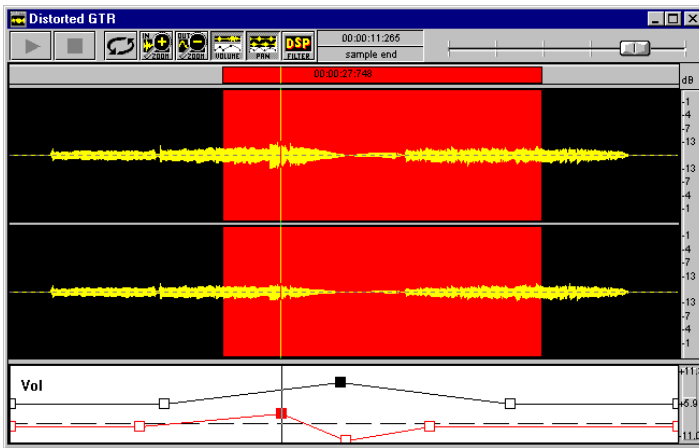 Distorted GTR
IN
ZOOM
OUT
ZOOM
VOLUME
PAN
DSP
FILTER
00:00:11:265
sample end
00:00:27:748
dB
-1
-4
-7
-13
-13
-7
-4
-1
-1
-4
-7
-13
-13
-7
-4
-1
Vol
+5.9